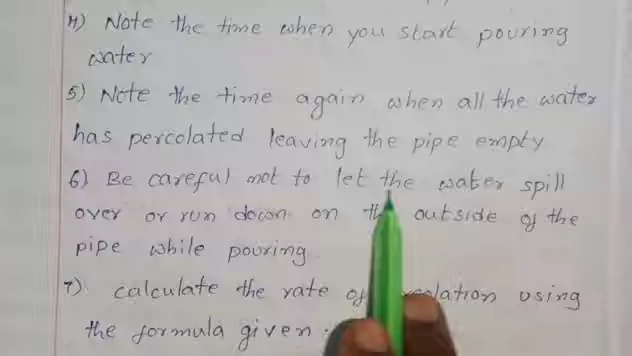 4) Note the time when you start pouring
water
5) Note the time again when all the water
has percolated leaving the pipe empty
6) Be careful not to let the water spill
over or run down on the outside of the
pipe while pouring.
7) calculate the rate of using
the formula given.